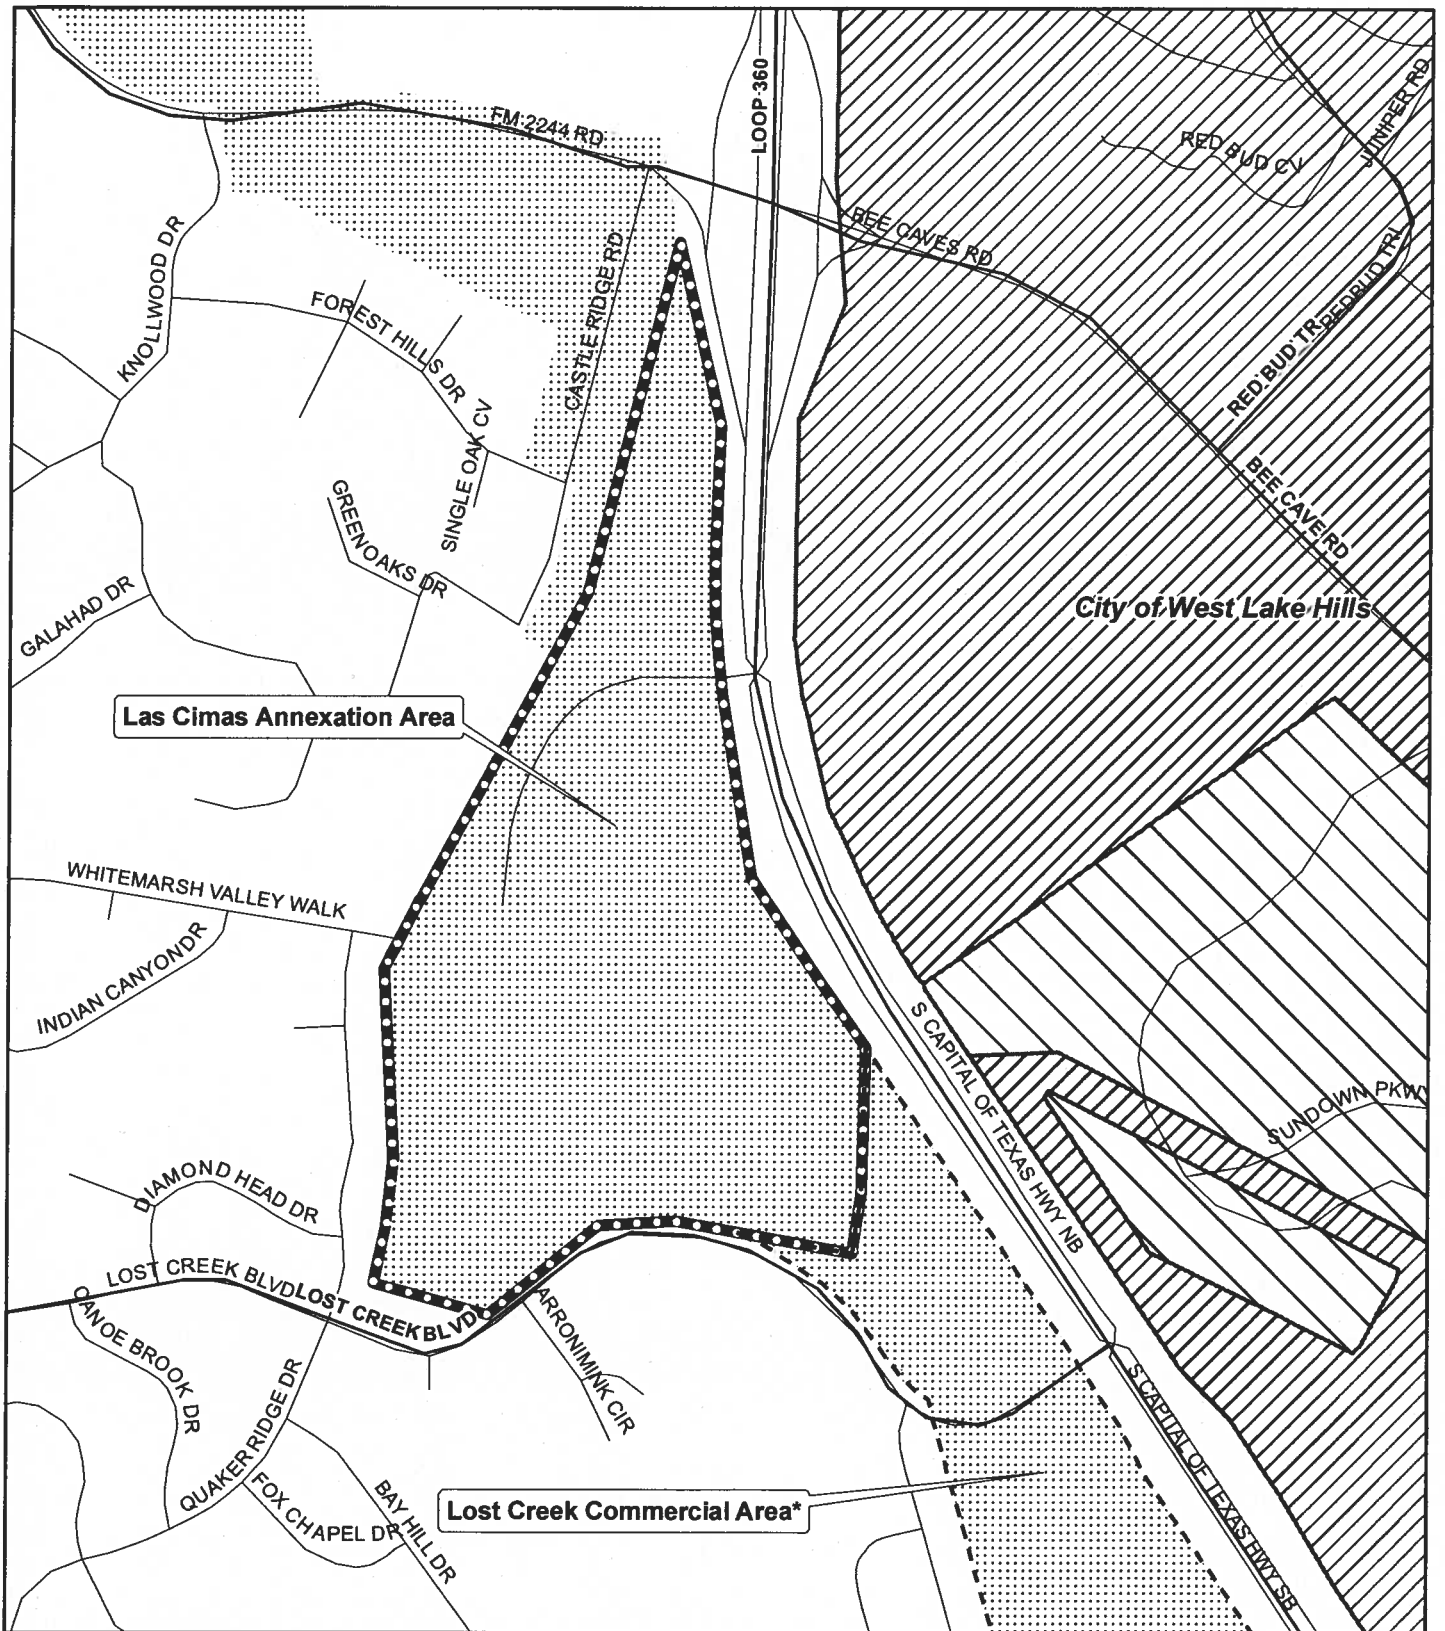 LOOP 360
JUNIPER RD
FM 2244 RD
RED BUD CV
BEE CAVES RD
KNOLLWOOD DR
CASTLE RIDGE RD
REDBUD TRL
FOREST HILLS DR
RED BUD TR
SINGLE OAK CV
BEE CAVE RD
GREENOAKS DR
City of West Lake Hills
GALAHAD DR
Las Cimas Annexation Area
WHITEMARSH VALLEY WALK
INDIAN CANYON DR
S CAPITAL OF TEXAS HWY NB
SUNDOWN PKWY
DIAMOND HEAD DR
LOST CREEK BLVD
LOST CREEK BLVD
CANOE BROOK DR
ARRONIMINK CIR
QUAKER RIDGE DR
S CAPITAL OF TEXAS HWY SB
FOX CHAPEL DR
BAY HILL DR
Lost Creek Commercial Area*